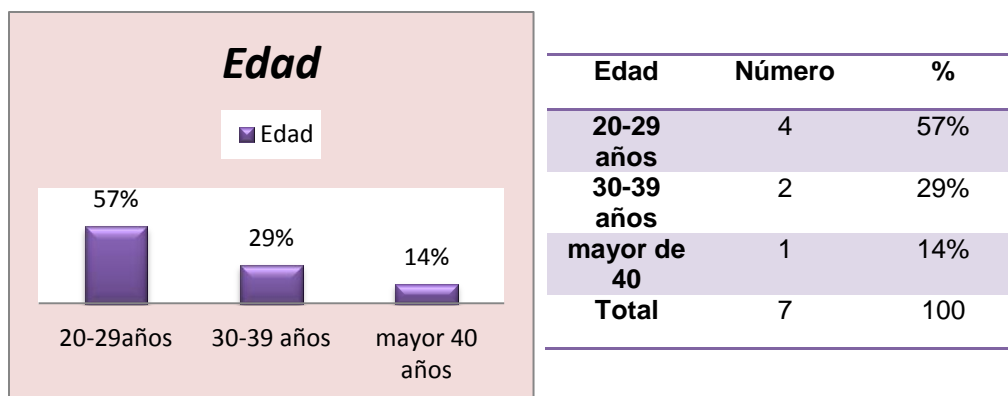 Edad
Edad
57%
29%
14%
20-29años 30-39 años mayor 40
años
Edad Número %
20-29 4 57%
años
30-39 2 29%
años
mayor de 1 14%
40
Total 7 100